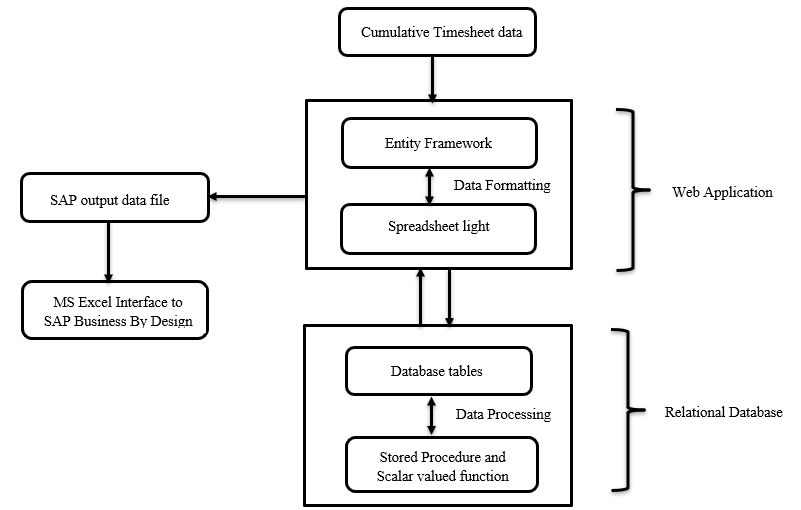 Cumulative Timesheet data
Entity Framework
Data Formatting
Spreadsheet light
Web Application
SAP output data file
MS Excel Interface to
SAP Business By Design
Database tables
Data Processing
Stored Procedure and
Scalar valued function
Relational Database